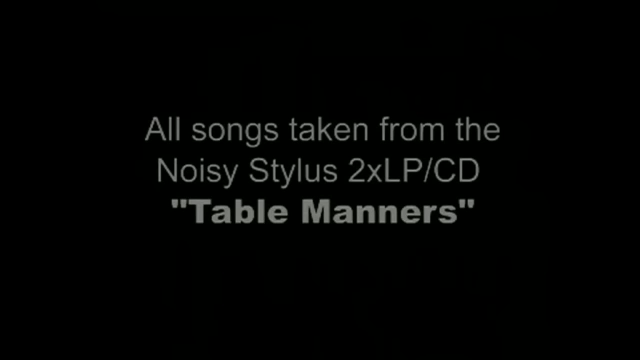 All songs taken from the
Noisy Stylus 2xLP/CD
"Table Manners"